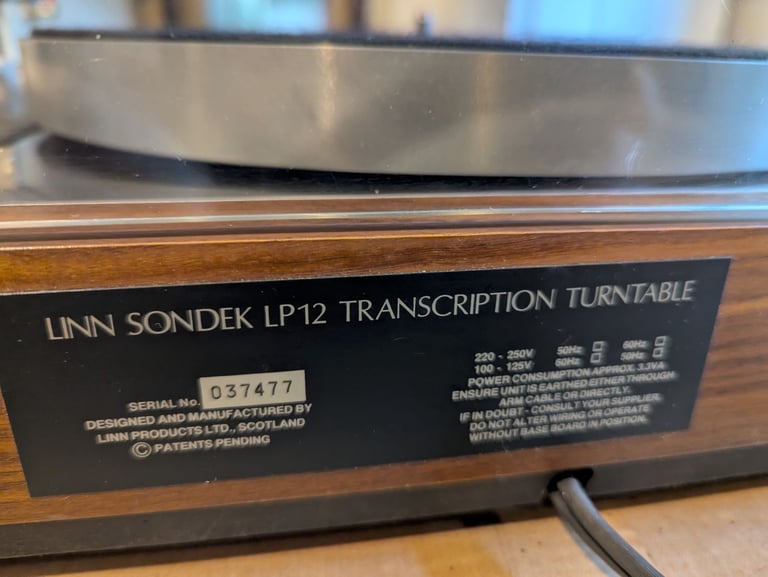 LINN SONDEK LP12 TRANSCRIPTION TURNTABLE
SERIAL No. 037477
DESIGNED AND MANUFACTURED BY
LINN PRODUCTS LTD., SCOTLAND
© PATENTS PENDING
220 - 250V 50Hz 60Hz
100 - 125V 60Hz 50Hz
POWER CONSUMPTION APPROX. 3.3VA
ENSURE UNIT IS EARTHED EITHER THROUGH
ARM CABLE OR DIRECTLY.
IF IN DOUBT - CONSULT YOUR SUPPLIER.
DO NOT ALTER WIRING OR OPERATE
WITHOUT BASE BOARD IN POSITION.